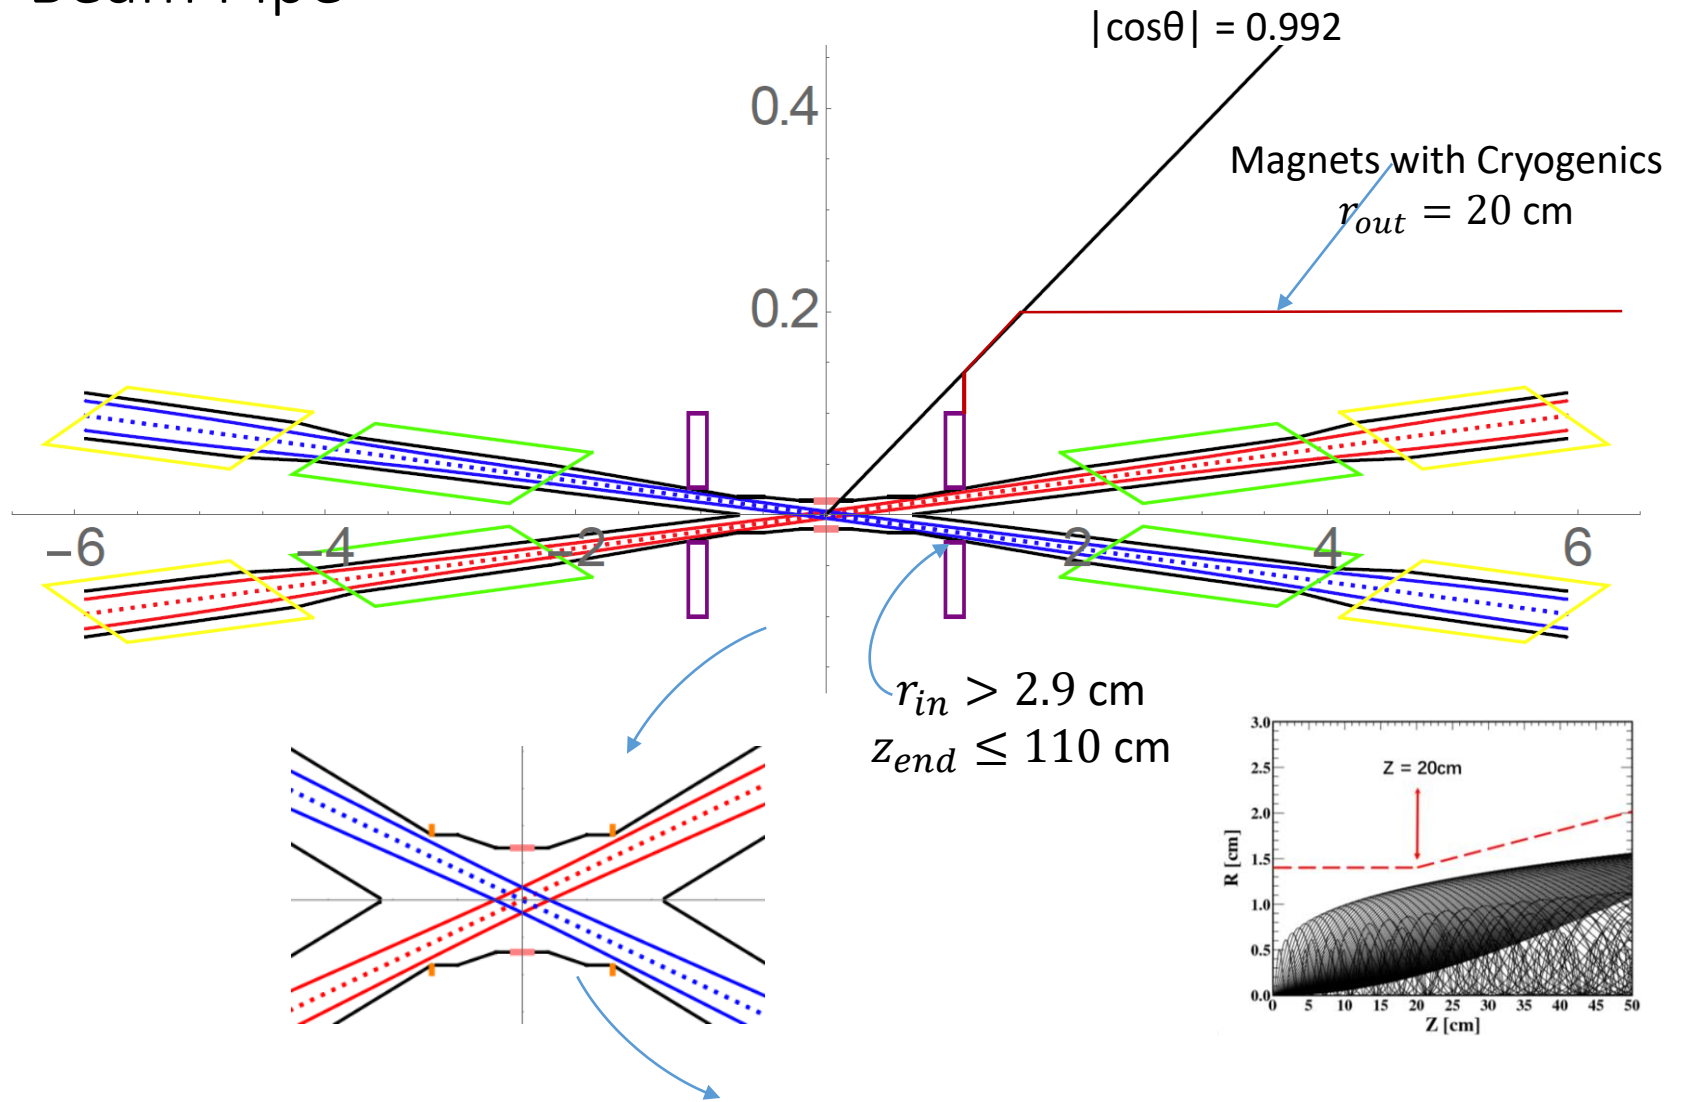 Beam Pipe
|cosθ| = 0.992
0.4
Magnets with Cryogenics
r_out = 20 cm
0.2
−6 −4 −2 2 4 6
r_in > 2.9 cm
z_end ≤ 110 cm
3.0
2.5
Z = 20cm
2.0
1.5
R [cm]
1.0
0.5
0.0
0 5 10 15 20 25 30 35 40 45 50
Z [cm]